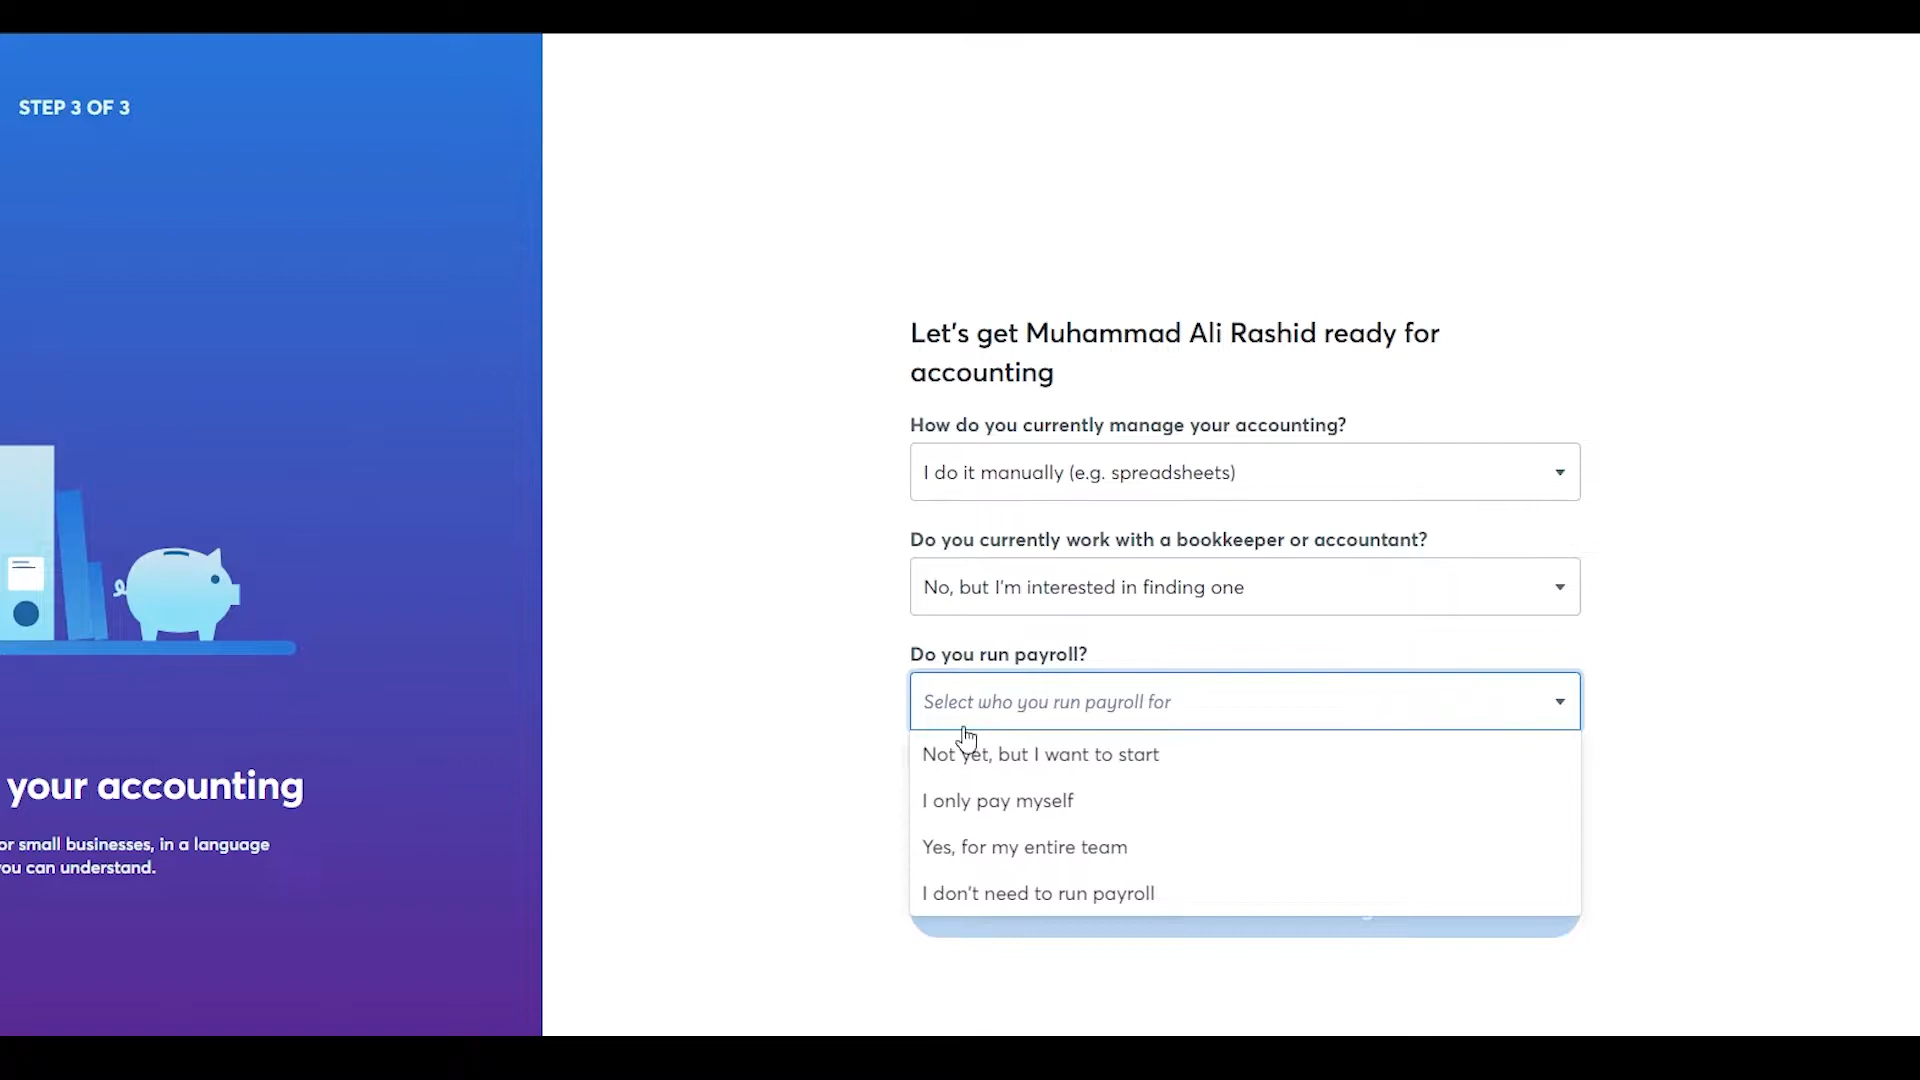 STEP 3 OF 3
your accounting
or small businesses, in a language
ou can understand.
Let's get Muhammad Ali Rashid ready for
accounting
How do you currently manage your accounting?
I do it manually (e.g. spreadsheets)
Do you currently work with a bookkeeper or accountant?
No, but I'm interested in finding one
Do you run payroll?
Select who you run payroll for
Not yet, but I want to start
I only pay myself
Yes, for my entire team
I don't need to run payroll